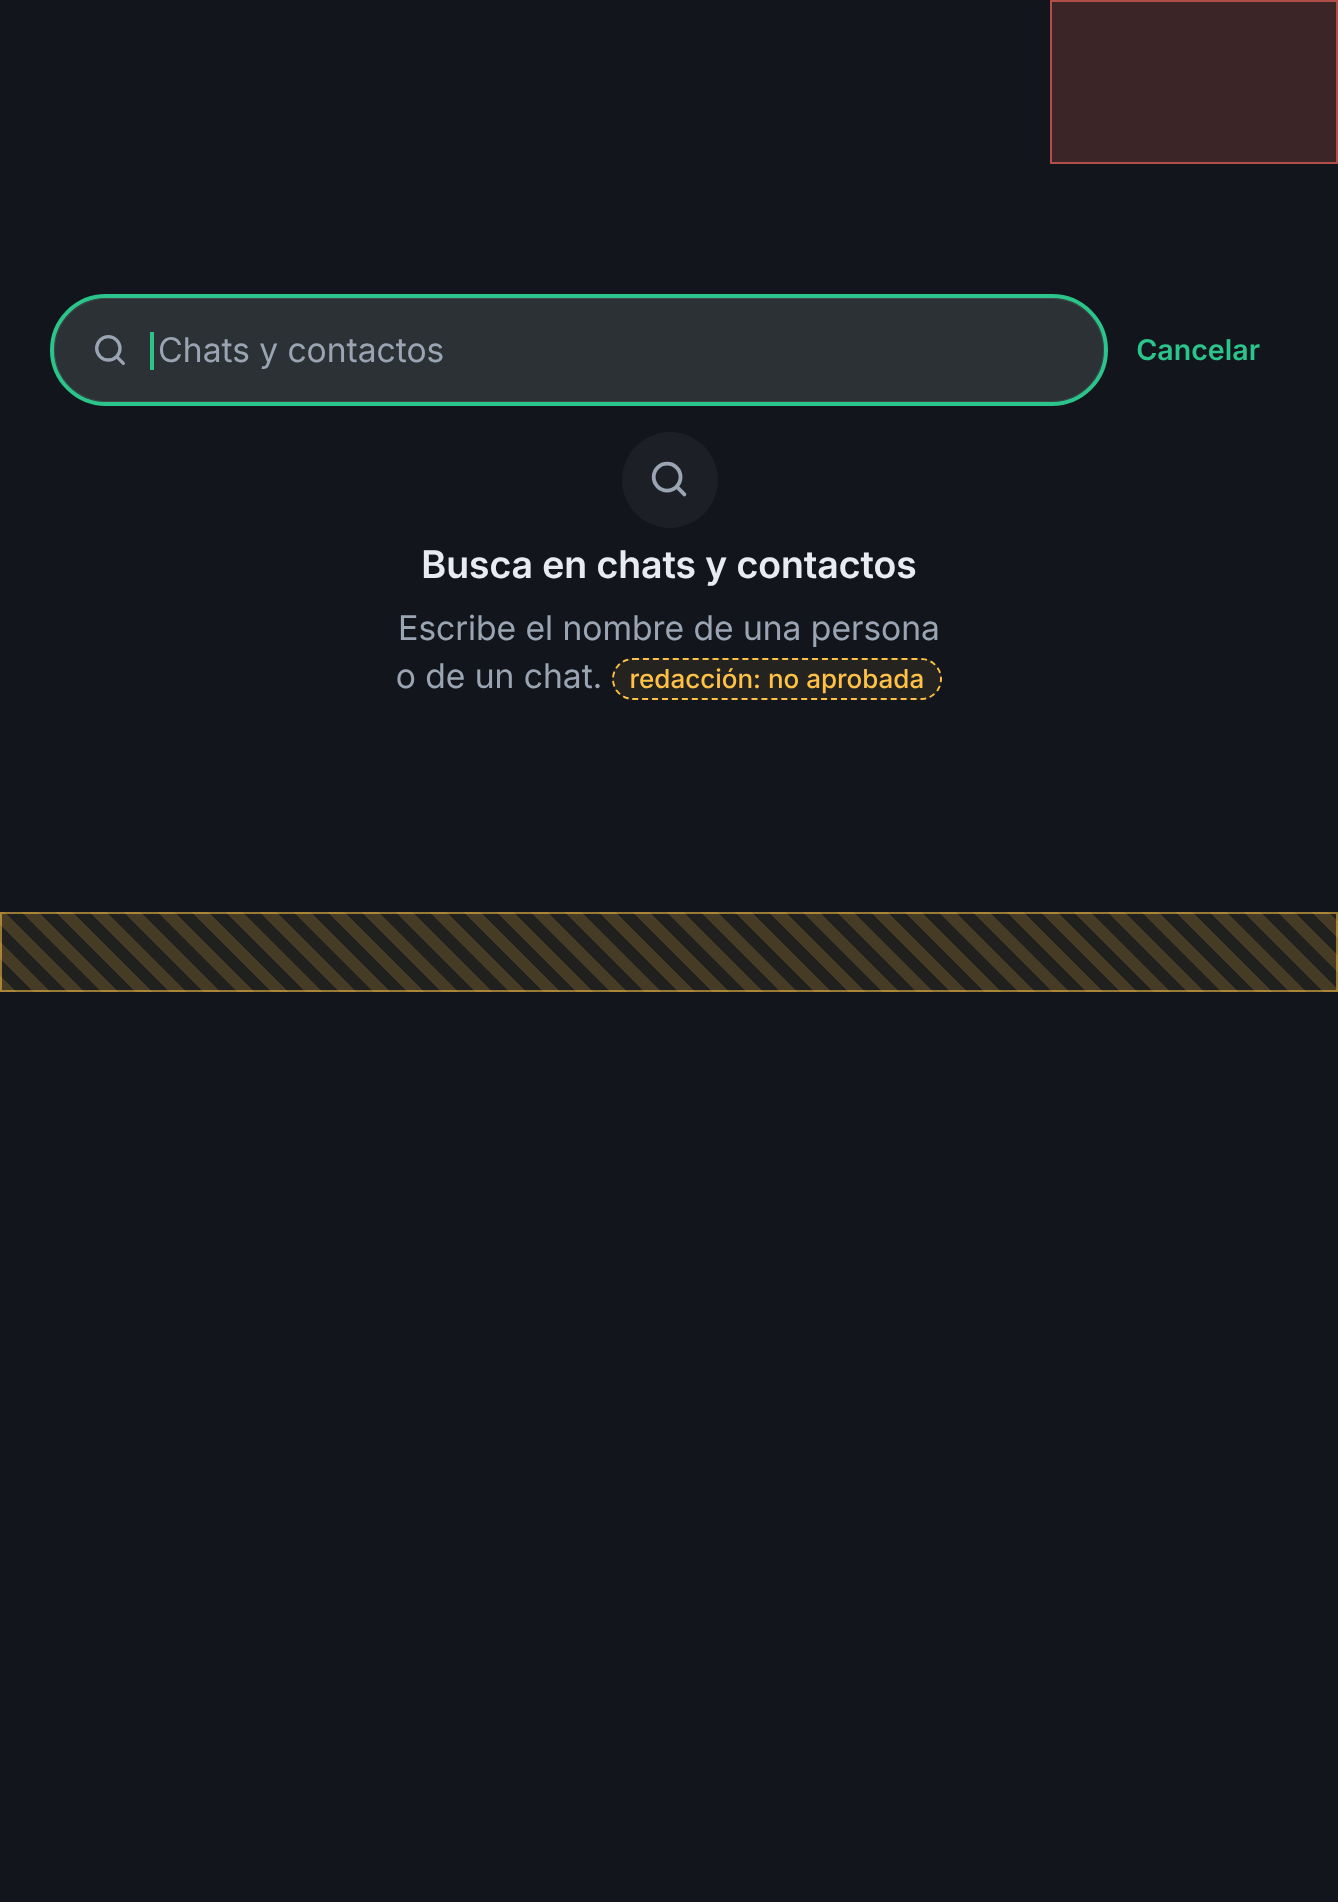 Chats y contactos
Cancelar
Busca en chats y contactos
Escribe el nombre de una persona
o de un chat. redacción: no aprobada